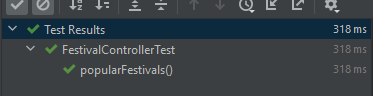 Test Results 318 ms
FestivalControllerTest 318 ms
popularFestivals() 318 ms